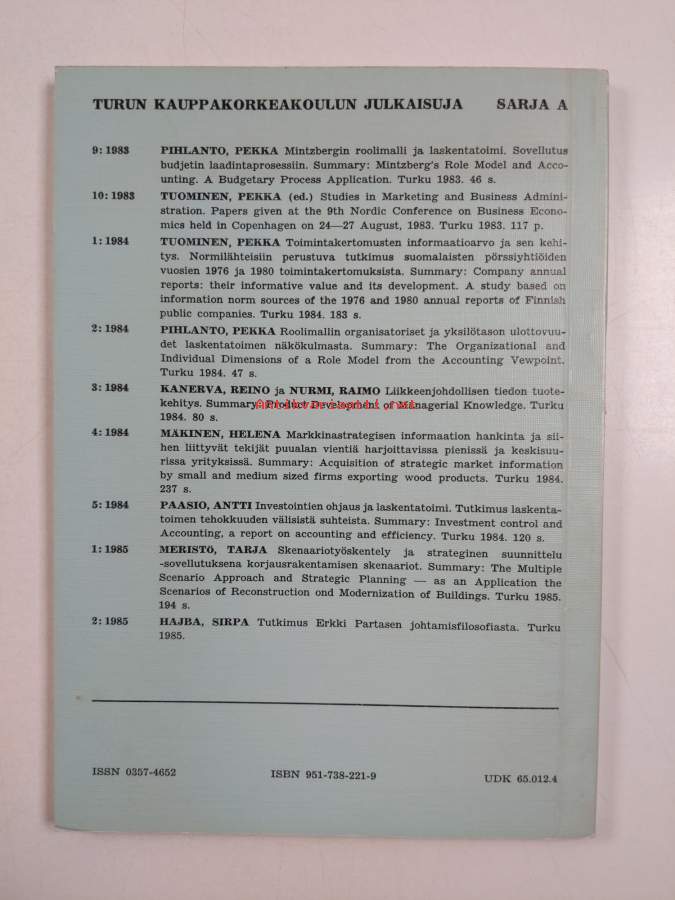 TURUN KAUPPAKORKEAKOULUN JULKAISUJA SARJA A
9: 1983 PIHLANTO, PEKKA Mintzbergin roolimalli ja laskentatoimi. Sovellutus
budjetin laadintaprosessiin. Summary: Mintzberg's Role Model and Acco-
unting. A Budgetary Process Application. Turku 1983. 46 s.
10: 1983 TUOMINEN, PEKKA (ed.) Studies in Marketing and Business Admini-
stration. Papers given at the 9th Nordic Conference on Business Econo-
mics held in Copenhagen on 24—27 August, 1983. Turku 1983. 117 p.
1: 1984 TUOMINEN, PEKKA Toimintakertomusten informaatioarvo ja sen kehi-
tys. Normilähteisiin perustuva tutkimus suomalaisten pörssiyhtiöiden
vuosien 1976 ja 1980 toimintakertomuksista. Summary: Company annual
reports: their informative value and its development. A study based on
information norm sources of the 1976 and 1980 annual reports of Finnish
public companies. Turku 1984. 183 s.
2: 1984 PIHLANTO, PEKKA Roolimallin organisatoriset ja yksilötason ulottovuu-
det laskentatoimen näkökulmasta. Summary: The Organizational and
Individual Dimensions of a Role Model from the Accounting Vewpoint.
Turku 1984. 47 s.
3: 1984 KANERVA, REINO ja NURMI, RAIMO Liikkeenjohdollisen tiedon tuote-
kehitys. Summary: Product Development of Managerial Knowledge. Turku
1984. 80 s.
4: 1984 MÄKINEN, HELENA Markkinastrategisen informaation hankinta ja sii-
hen liittyvät tekijät puualan vientiä harjoittavissa pienissä ja keskisuu-
rissa yrityksissä. Summary: Acquisition of strategic market information
by small and medium sized firms exporting wood products. Turku 1984.
237 s.
5: 1984 PAASIO, ANTTI Investointien ohjaus ja laskentatoimi. Tutkimus laskenta-
toimen tehokkuuden välisistä suhteista. Summary: Investment control and
Accounting, a report on accounting and efficiency. Turku 1984. 120 s.
1: 1985 MERISTÖ, TARJA Skenaariotyöskentely ja strateginen suunnittelu
-sovellutuksena korjausrakentamisen skenaariot. Summary: The Multiple
Scenario Approach and Strategic Planning — as an Application the
Scenarios of Reconstruction ond Modernization of Buildings. Turku 1985.
194 s.
2: 1985 HAJBA, SIRPA Tutkimus Erkki Partasen johtamisfilosofiasta. Turku
1985.
ISSN 0357-4652 ISBN 951-738-221-9 UDK 65.012.4